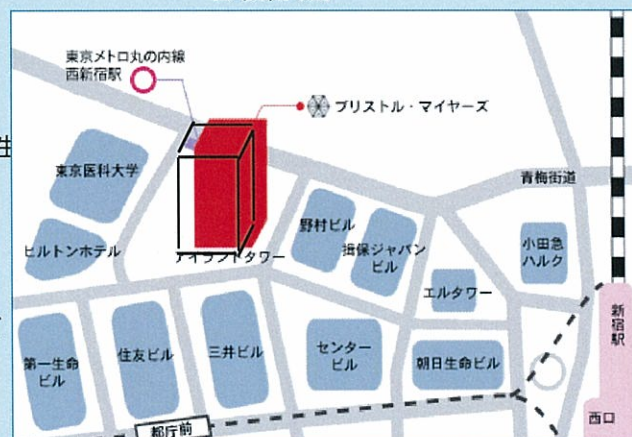 東京メトロ丸の内線
西新宿駅
ブリストル・マイヤーズ
性
東京医科大学
青梅街道
野村ビル
損保ジャパン
ビル
小田急
ハルク
ヒルトンホテル
アイランドタワー
エルタワー
新宿駅
第一生命
ビル
住友ビル
三井ビル
センター
ビル
朝日生命ビル
西口
都庁前